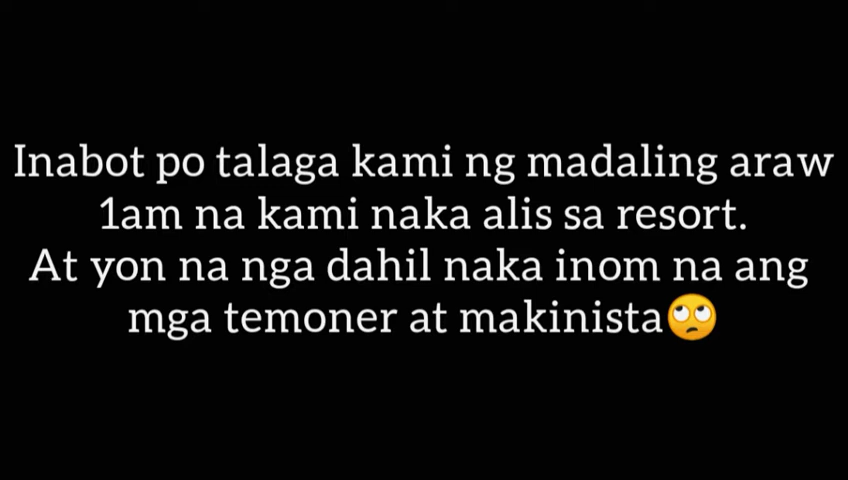 Inabot po talaga kami ng madaling araw
1am na kami naka alis sa resort.
At yon na nga dahil naka inom na ang
mga temoner at makinista🙄